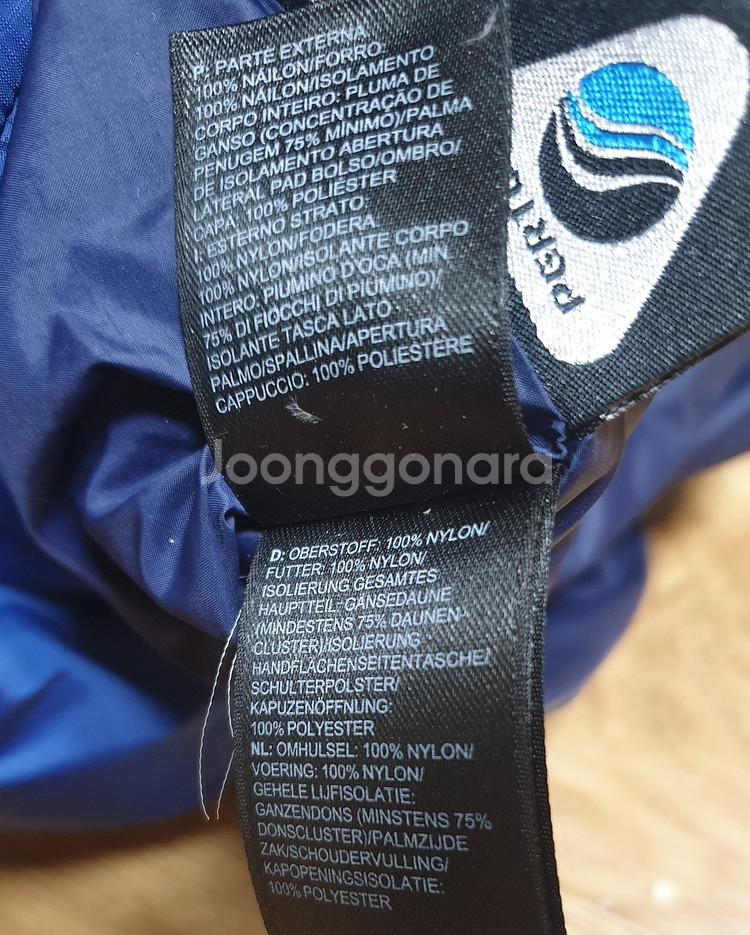 P: PARTE EXTERNA
100% NÁILON/FORRO:
100% NÁILON/ISOLAMENTO
CORPO INTEIRO: PLUMA DE
GANSO (CONCENTRAÇÃO DE
PENUGEM 75% MÍNIMO)/PALMA
DE ISOLAMENTO ABERTURA
LATERAL PAD BOLSO/OMBRO/
CAPA: 100% POLIÉSTER
I: ESTERNO STRATO
100% NYLON/FODERA
100% NYLON/ISOLANTE CORPO
INTERO: PIUMINO D'OCA (MIN
75% DI FIOCCHI DI PIUMINO)/
ISOLANTE TASCA LATO
PALMO/SPALLINA/APERTURA
CAPPUCCIO: 100% POLIESTERE
Joonggonara
D: OBERSTOFF: 100% NYLON/
FUTTER: 100% NYLON/
ISOLIERUNG GESAMTES
HAUPTTEIL: GÄNSEDAUNE
(MINDESTENS 75% DAUNEN-
CLUSTER)/ISOLIERUNG
HANDFLÄCHENSEITENTASCHE/
SCHULTERPOLSTER/
KAPUZENÖFFNUNG:
100% POLYESTER
NL: OMHULSEL: 100% NYLON/
VOERING: 100% NYLON/
GEHELE LIJFISOLATIE:
GANZENDONS (MINSTENS 75%
DONSCLUSTER)/PALMZIJDE
ZAK/SCHOUDERVULLING/
KAPOPENINGSISOLATIE:
100% POLYESTER